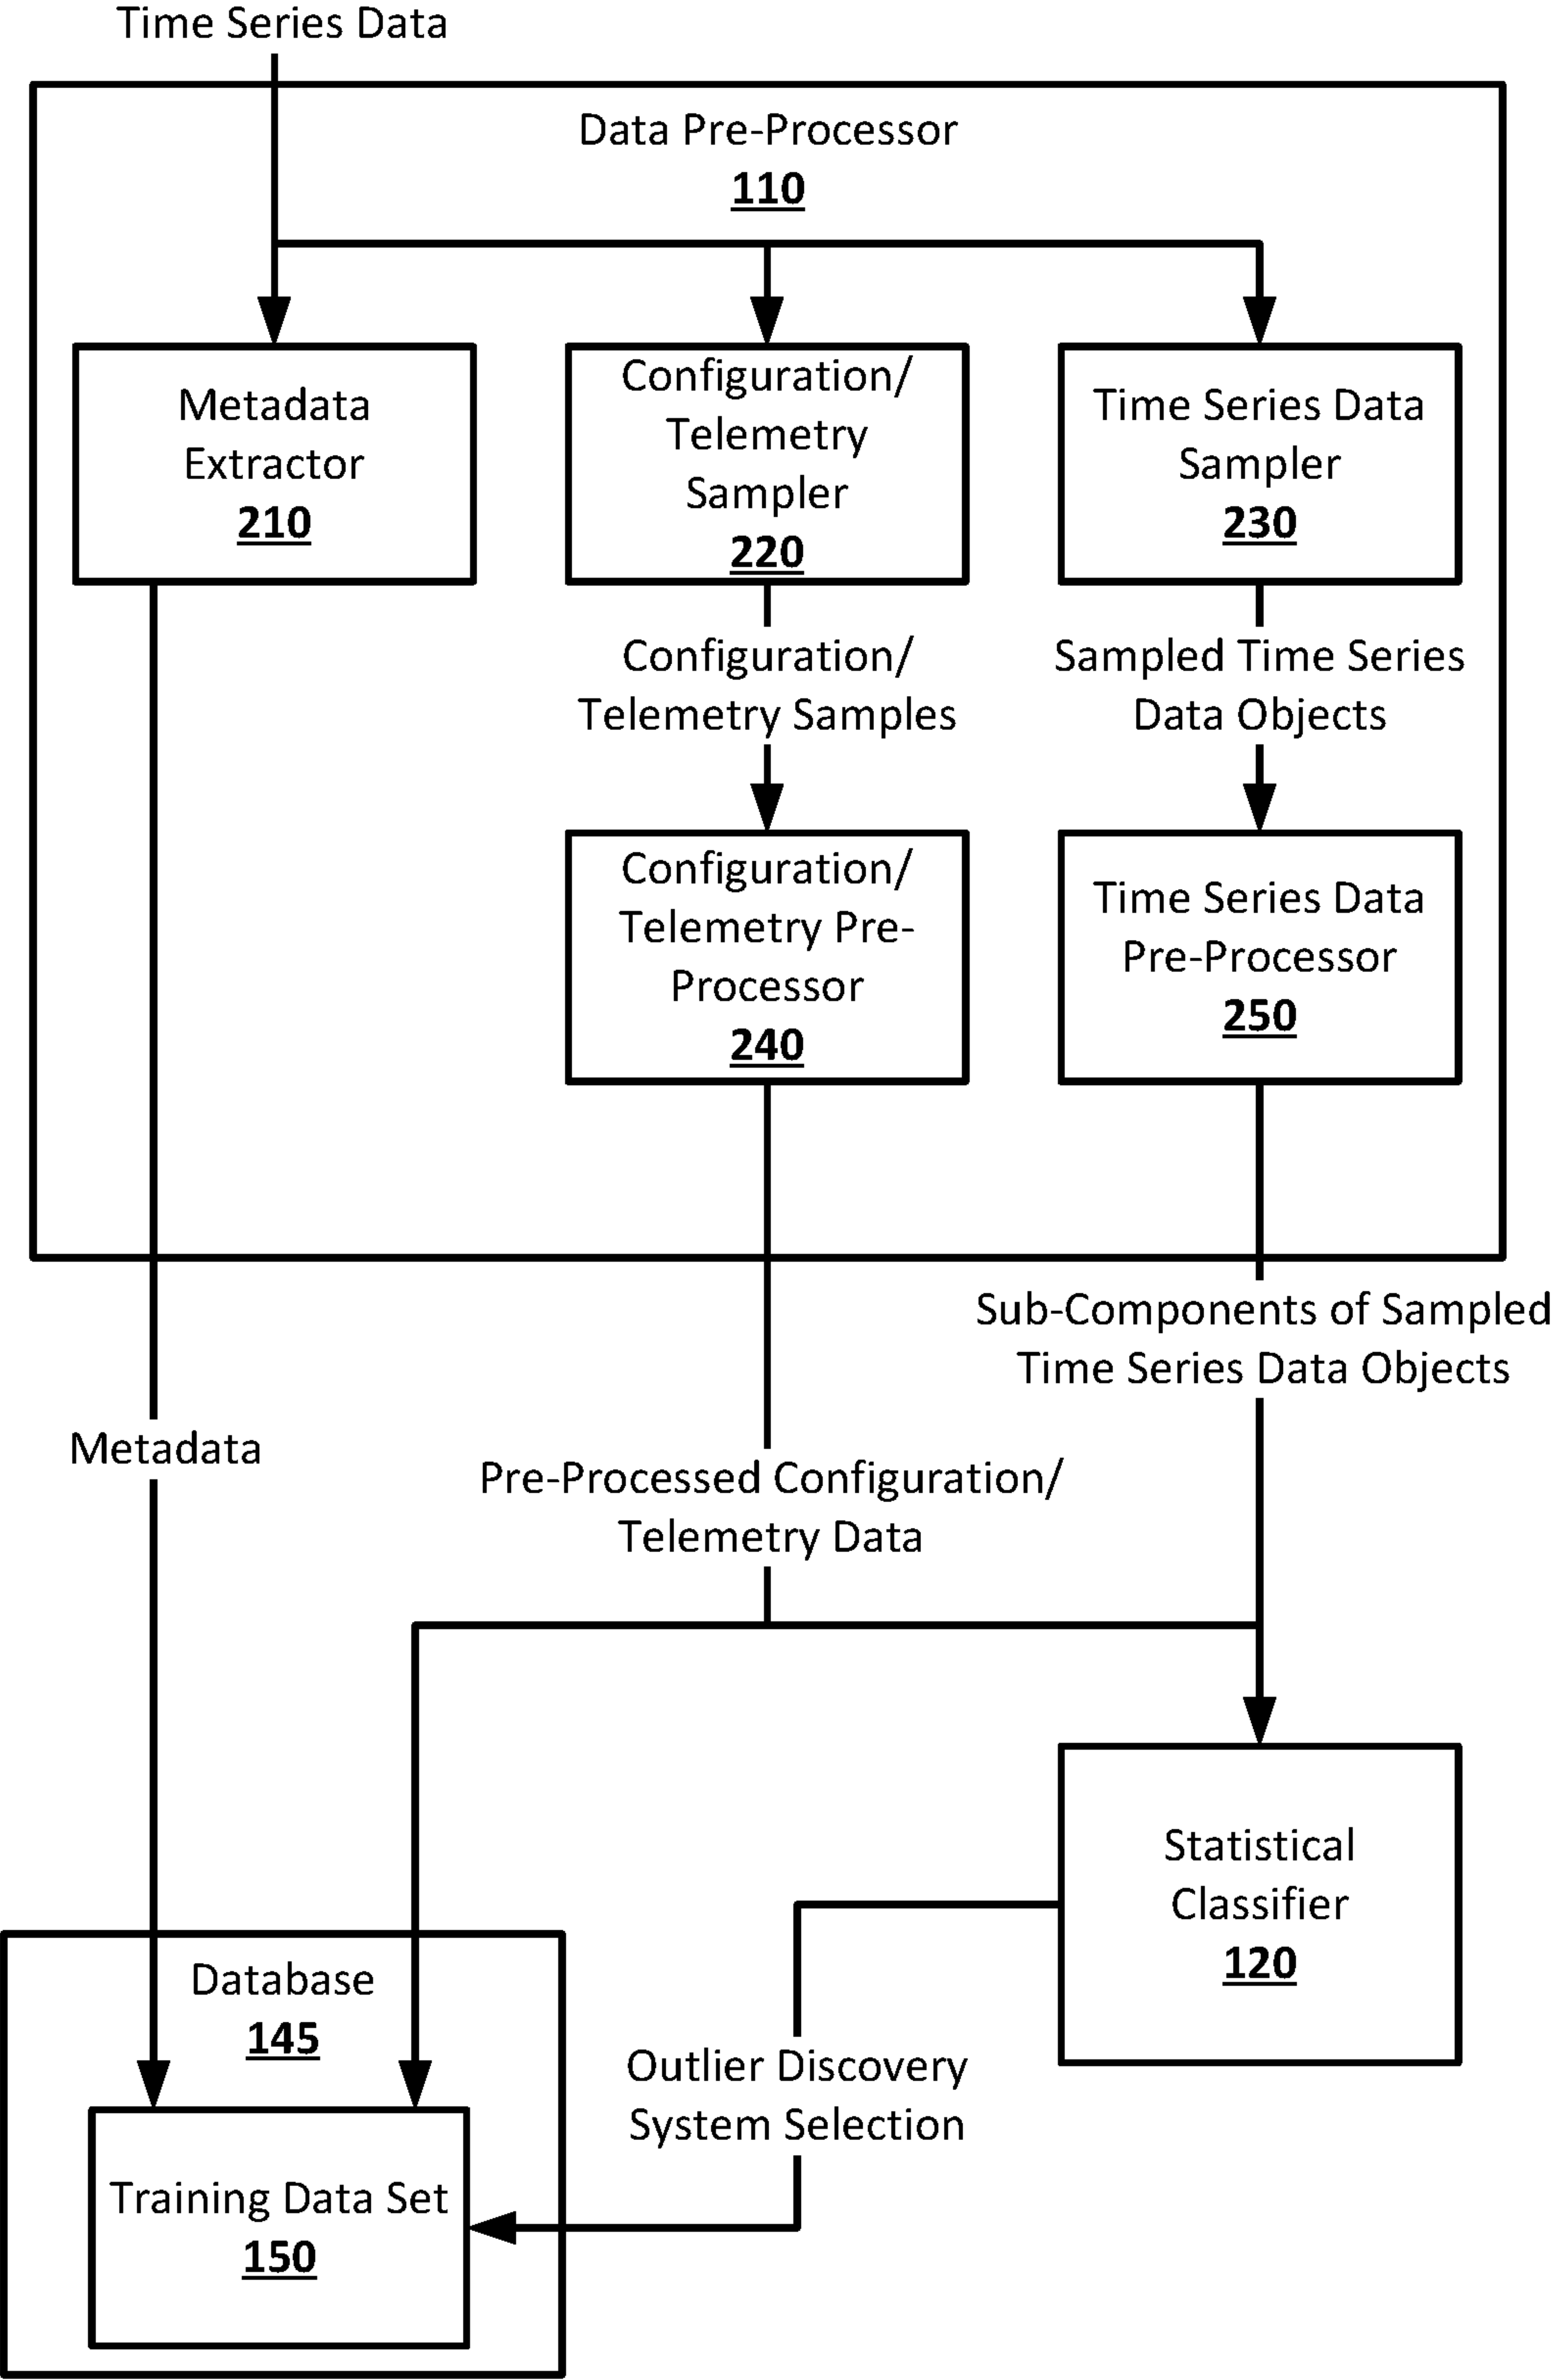 Time Series Data
Data Pre-Processor
110
Metadata
Extractor
210
Configuration/
Telemetry
Sampler
220
Time Series Data
Sampler
230
Configuration/
Telemetry Samples
Sampled Time Series
Data Objects
Configuration/
Telemetry Pre-
Processor
240
Time Series Data
Pre-Processor
250
Sub-Components of Sampled
Time Series Data Objects
Metadata
Pre-Processed Configuration/
Telemetry Data
Statistical
Classifier
120
Database
145
Outlier Discovery
System Selection
Training Data Set
150